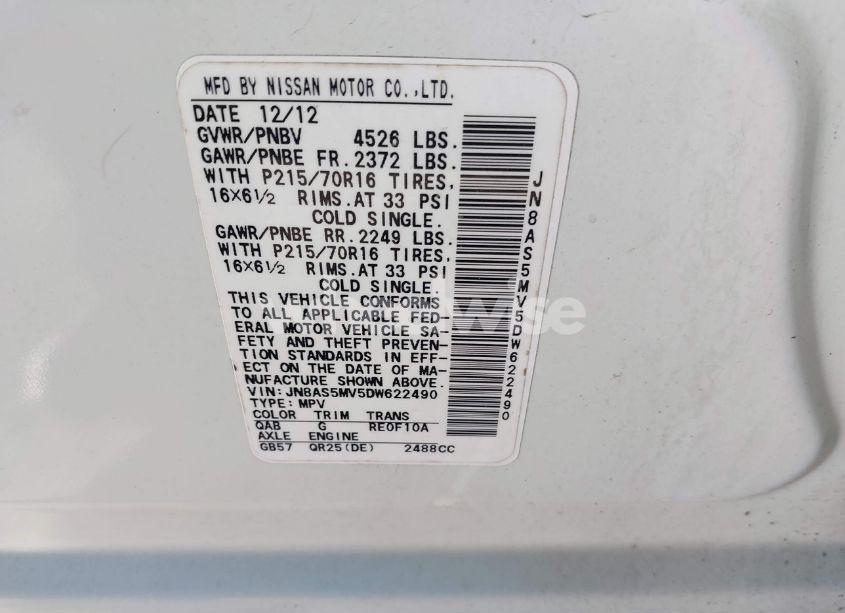 MFD BY NISSAN MOTOR CO.,LTD.
DATE 12/12
GVWR/PNBV 4526 LBS.
GAWR/PNBE FR.2372 LBS.
WITH P215/70R16 TIRES,
16X6½ RIMS.AT 33 PSI
COLD SINGLE.
GAWR/PNBE RR.2249 LBS.
WITH P215/70R16 TIRES,
16X6½ RIMS.AT 33 PSI
COLD SINGLE.
THIS VEHICLE CONFORMS
TO ALL APPLICABLE FED-
ERAL MOTOR VEHICLE SA-
FETY AND THEFT PREVEN-
TION STANDARDS IN EFF-
ECT ON THE DATE OF MA-
NUFACTURE SHOWN ABOVE.
VIN:JN8AS5MV5DW622490
TYPE:MPV
COLOR TRIM TRANS
QAB G RE0F10A
AXLE ENGINE
GB57 QR25(DE) 2488CC
JN8AS5MV5DW622490